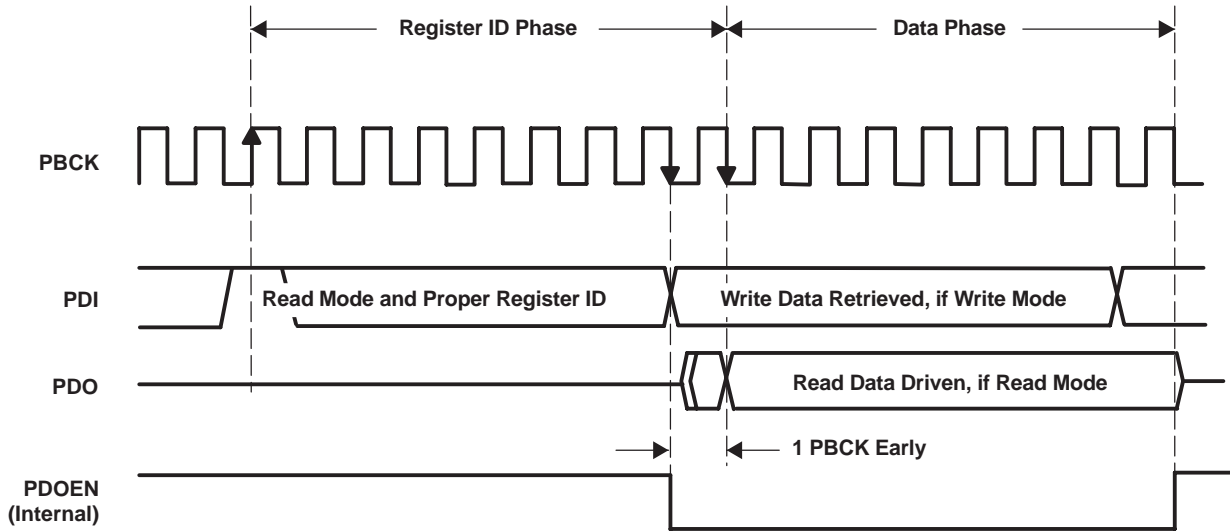 Register ID Phase
Data Phase
PBCK
PDI
Read Mode and Proper Register ID
Write Data Retrieved, if Write Mode
PDO
Read Data Driven, if Read Mode
1 PBCK Early
PDOEN
(Internal)